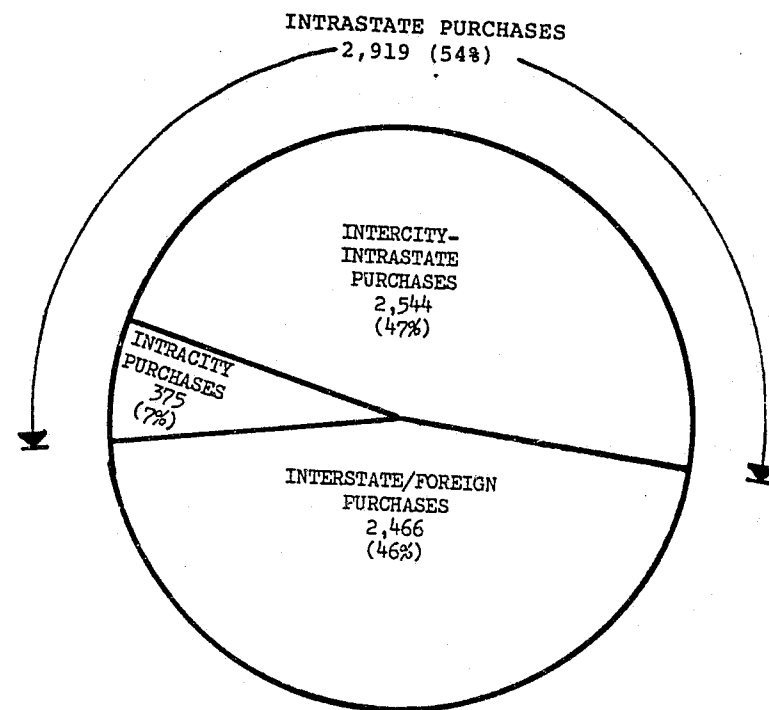 INTRASTATE PURCHASES
2,919 (54%)
INTERCITY-
INTRASTATE
PURCHASES
2,544
(47%)
INTRACITY
PURCHASES
375
(7%)
INTERSTATE/FOREIGN
PURCHASES
2,466
(46%)